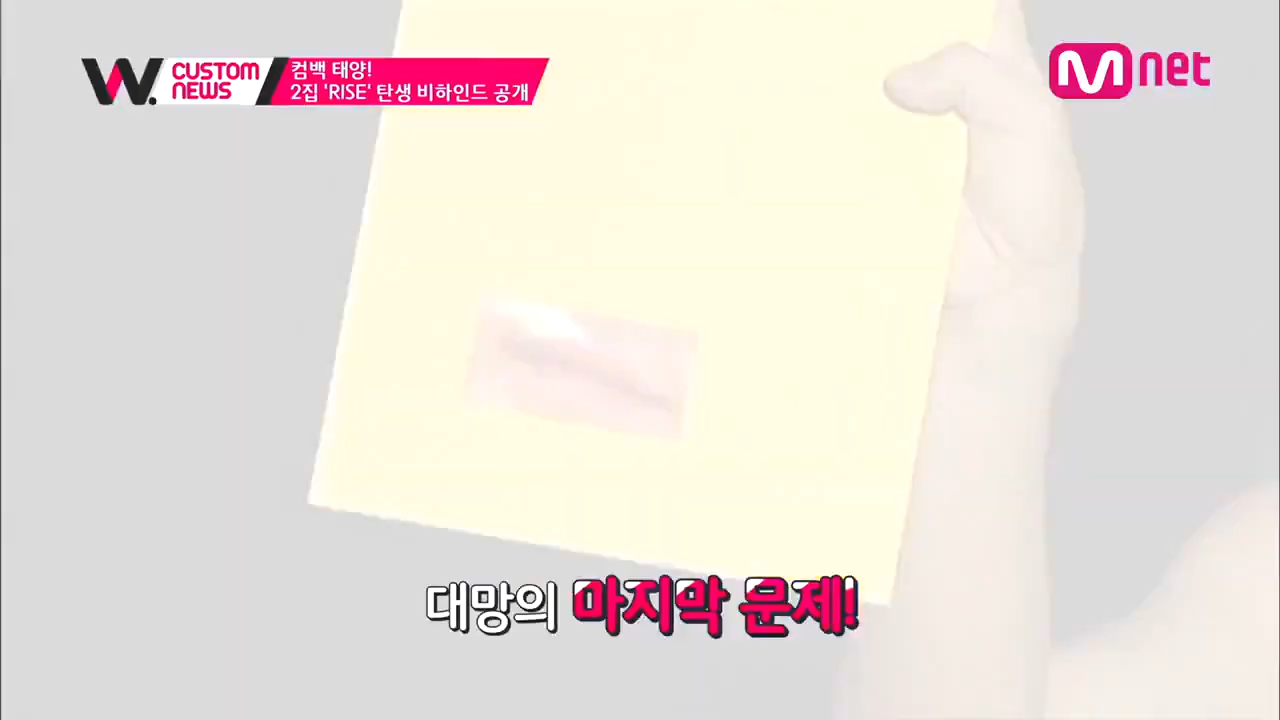 W.
CUSTOM
NEWS
컴백 태양!
2집 'RISE' 탄생 비하인드 공개
M net
대망의 마지막 문제!